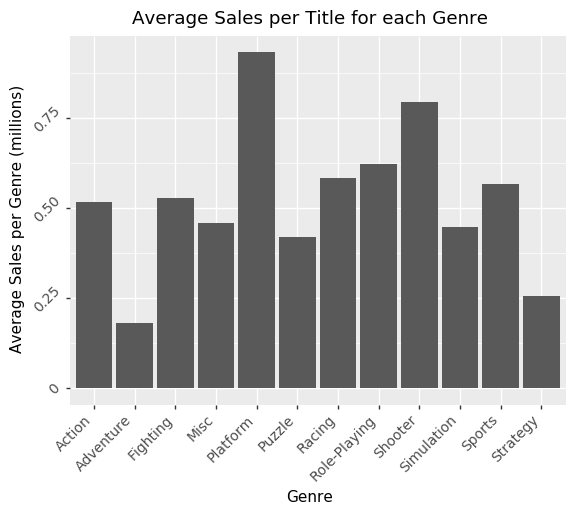 Average Sales per Title for each Genre
Average Sales per Genre (millions)
0.75
0.50
0.25
0
Action
Adventure
Fighting
Misc
Platform
Puzzle
Racing
Role-Playing
Shooter
Simulation
Sports
Strategy
Genre